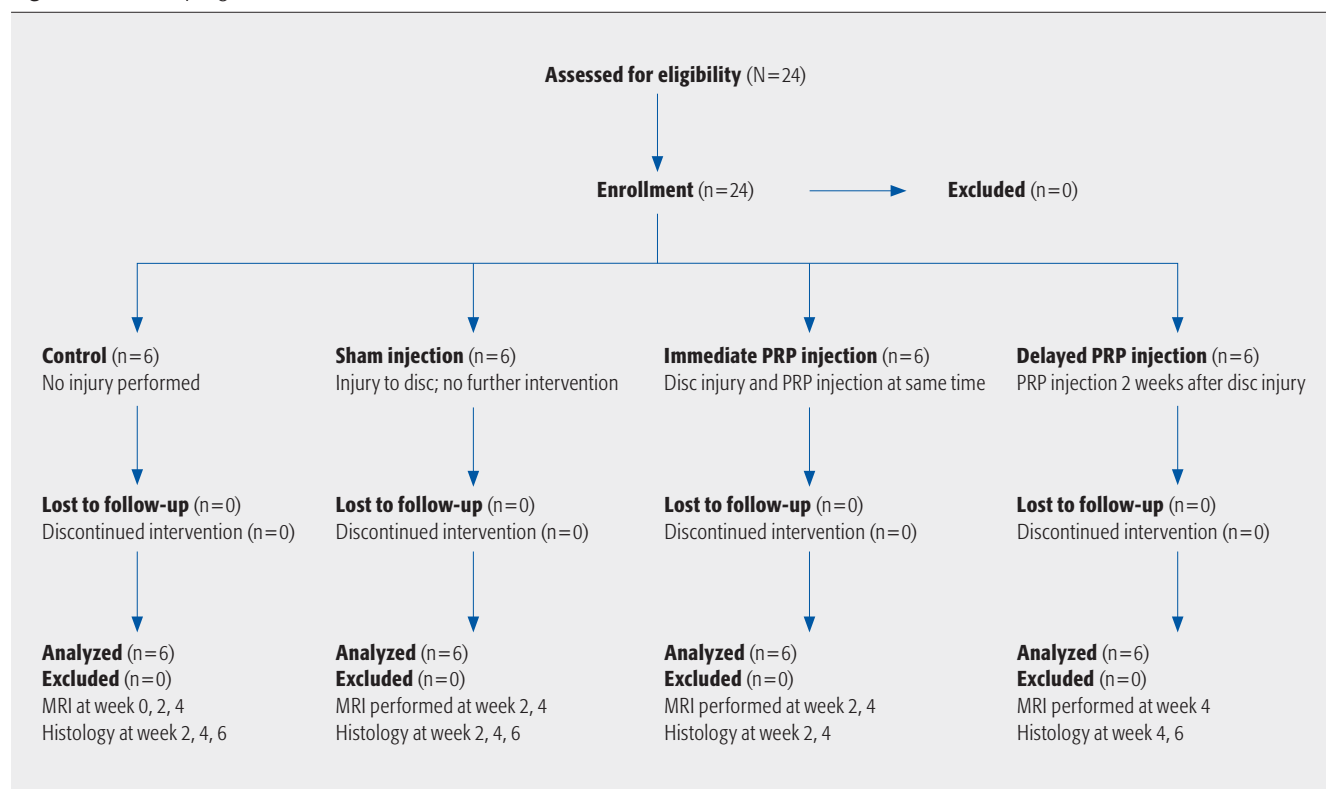 Assessed for eligibility (N=24)
Enrollment (n=24)
Excluded (n=0)
Control (n=6)
No injury performed
Sham injection (n=6)
Injury to disc; no further intervention
Immediate PRP injection (n=6)
Disc injury and PRP injection at same time
Delayed PRP injection (n=6)
PRP injection 2 weeks after disc injury
Lost to follow-up (n=0)
Discontinued intervention (n=0)
Lost to follow-up (n=0)
Discontinued intervention (n=0)
Lost to follow-up (n=0)
Discontinued intervention (n=0)
Lost to follow-up (n=0)
Discontinued intervention (n=0)
Analyzed (n=6)
Excluded (n=0)
MRI at week 0, 2, 4
Histology at week 2, 4, 6
Analyzed (n=6)
Excluded (n=0)
MRI performed at week 2, 4
Histology at week 2, 4, 6
Analyzed (n=6)
Excluded (n=0)
MRI performed at week 2, 4
Histology at week 2, 4
Analyzed (n=6)
Excluded (n=0)
MRI performed at week 4
Histology at week 4, 6